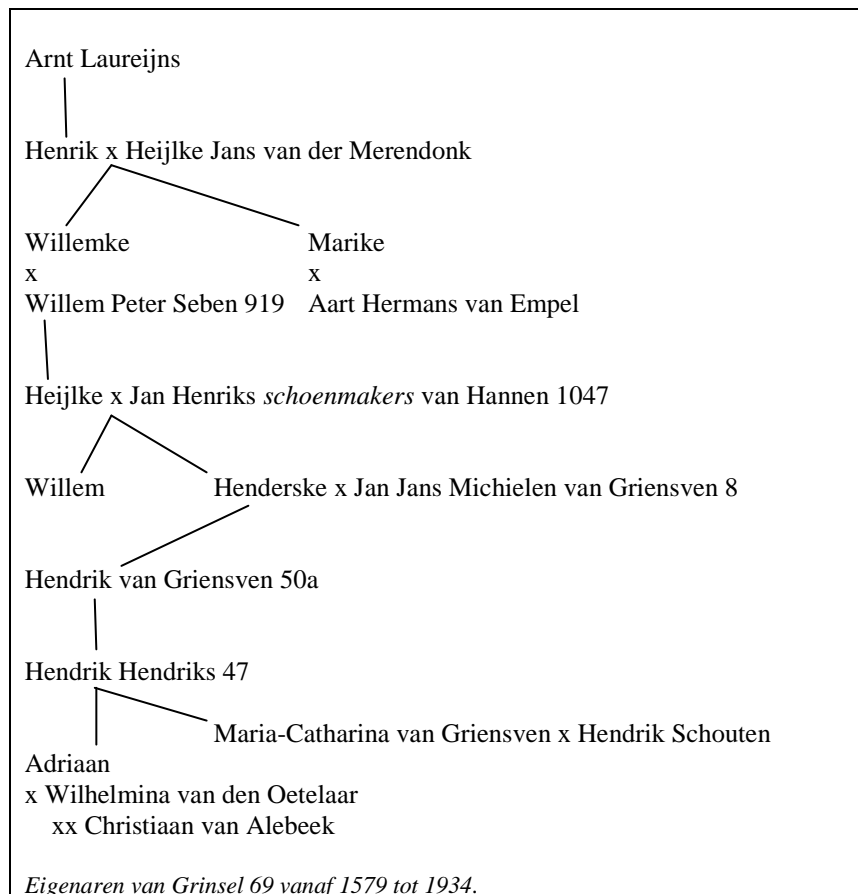 Arnt Laureijns
Henrik x Heijlke Jans van der Merendonk
Willemke Marike
x x
Willem Peter Seben 919 Aart Hermans van Empel
Heijlke x Jan Henriks schoenmakers van Hannen 1047
Willem Henderske x Jan Jans Michielen van Griensven 8
Hendrik van Griensven 50a
Hendrik Hendriks 47
Maria-Catharina van Griensven x Hendrik Schouten
Adriaan
x Wilhelmina van den Oetelaar
xx Christiaan van Alebeek
Eigenaren van Grinsel 69 vanaf 1579 tot 1934.